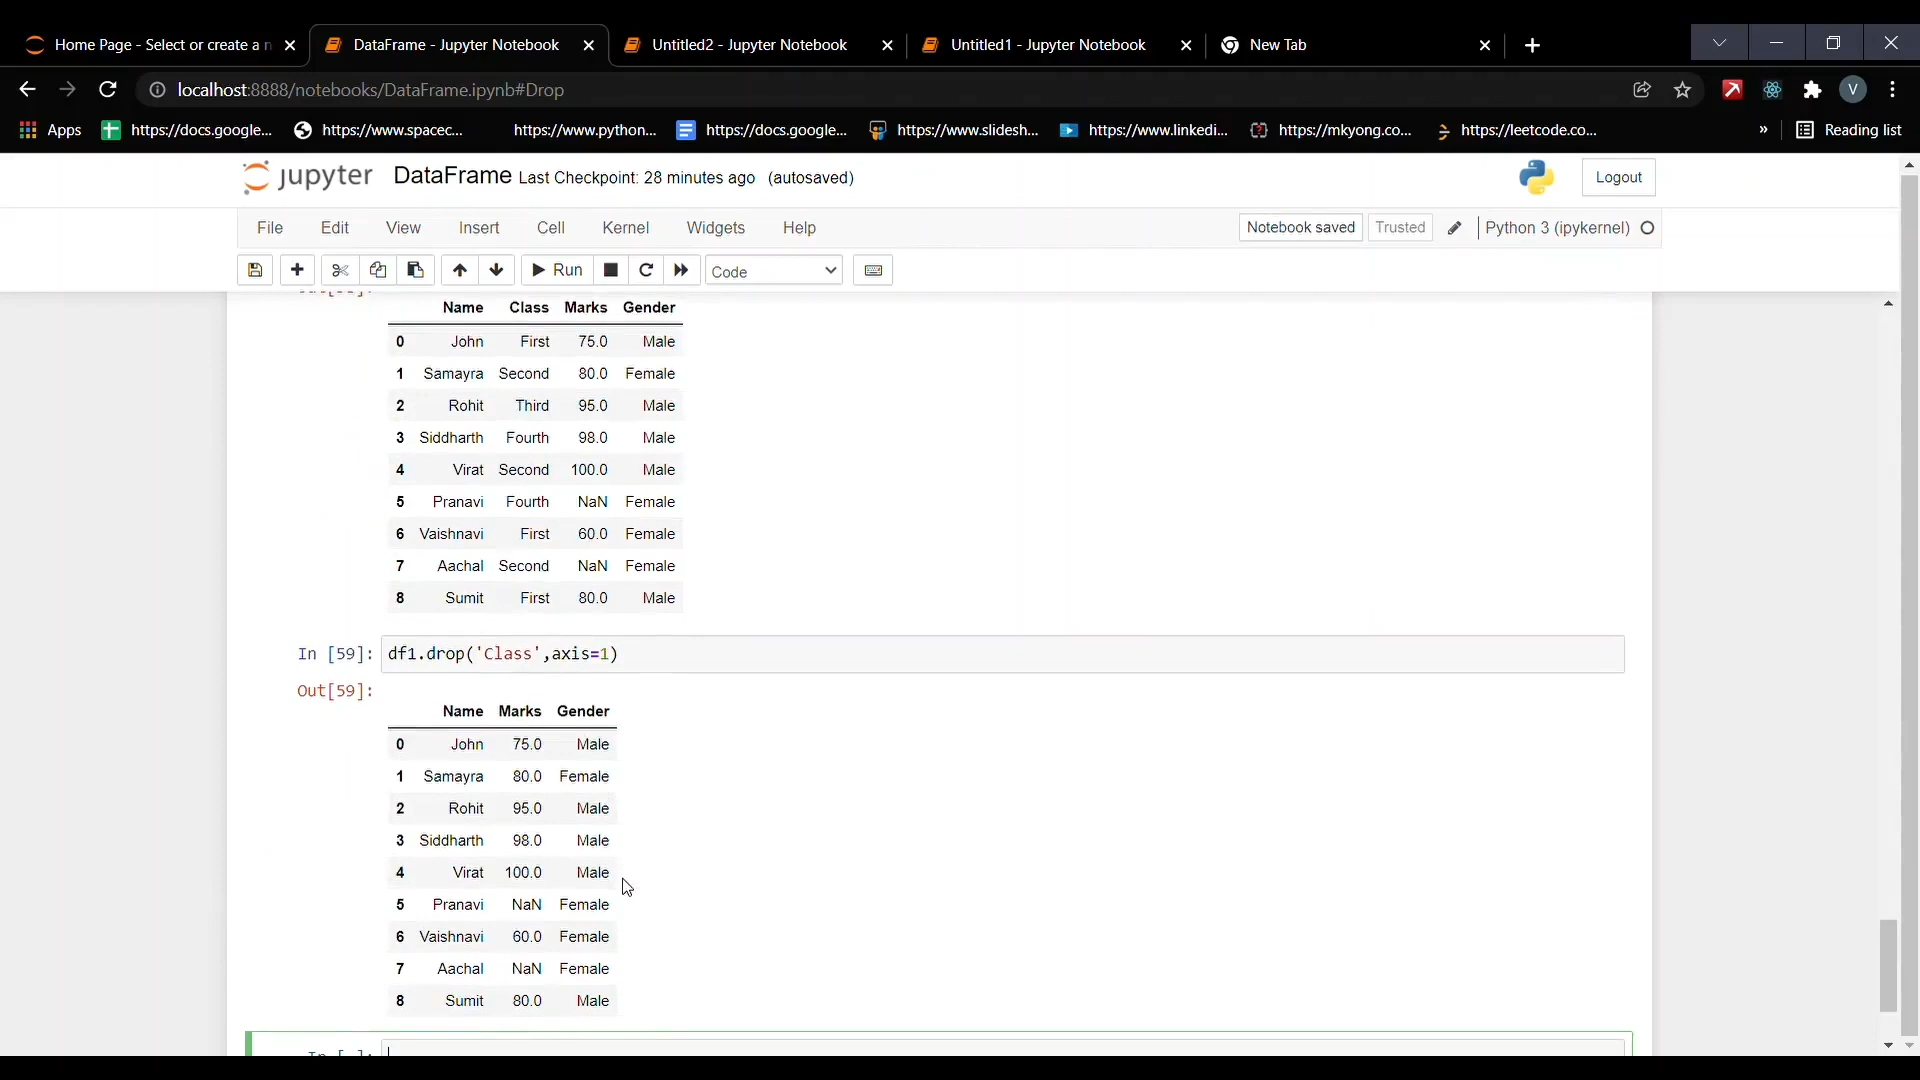 Home Page - Select or create a n
DataFrame - Jupyter Notebook
Untitled2 - Jupyter Notebook
Untitled1 - Jupyter Notebook
New Tab
localhost:8888/notebooks/DataFrame.ipynb#Drop
V
Apps
https://docs.google...
https://www.spacec...
https://www.python...
https://docs.google...
https://www.slidesh...
https://www.linkedi...
https://mkyong.co...
https://leetcode.co...
»
Reading list
jupyter DataFrame Last Checkpoint: 28 minutes ago (autosaved)
Logout
File Edit View Insert Cell Kernel Widgets Help
Notebook saved Trusted Python 3 (ipykernel)
Run Code
Name Class Marks Gender
0 John First 75.0 Male
1 Samayra Second 80.0 Female
2 Rohit Third 95.0 Male
3 Siddharth Fourth 98.0 Male
4 Virat Second 100.0 Male
5 Pranavi Fourth NaN Female
6 Vaishnavi First 60.0 Female
7 Aachal Second NaN Female
8 Sumit First 80.0 Male
In [59]: df1.drop('Class',axis=1)
Out[59]:
Name Marks Gender
0 John 75.0 Male
1 Samayra 80.0 Female
2 Rohit 95.0 Male
3 Siddharth 98.0 Male
4 Virat 100.0 Male
5 Pranavi NaN Female
6 Vaishnavi 60.0 Female
7 Aachal NaN Female
8 Sumit 80.0 Male
In [ ]: